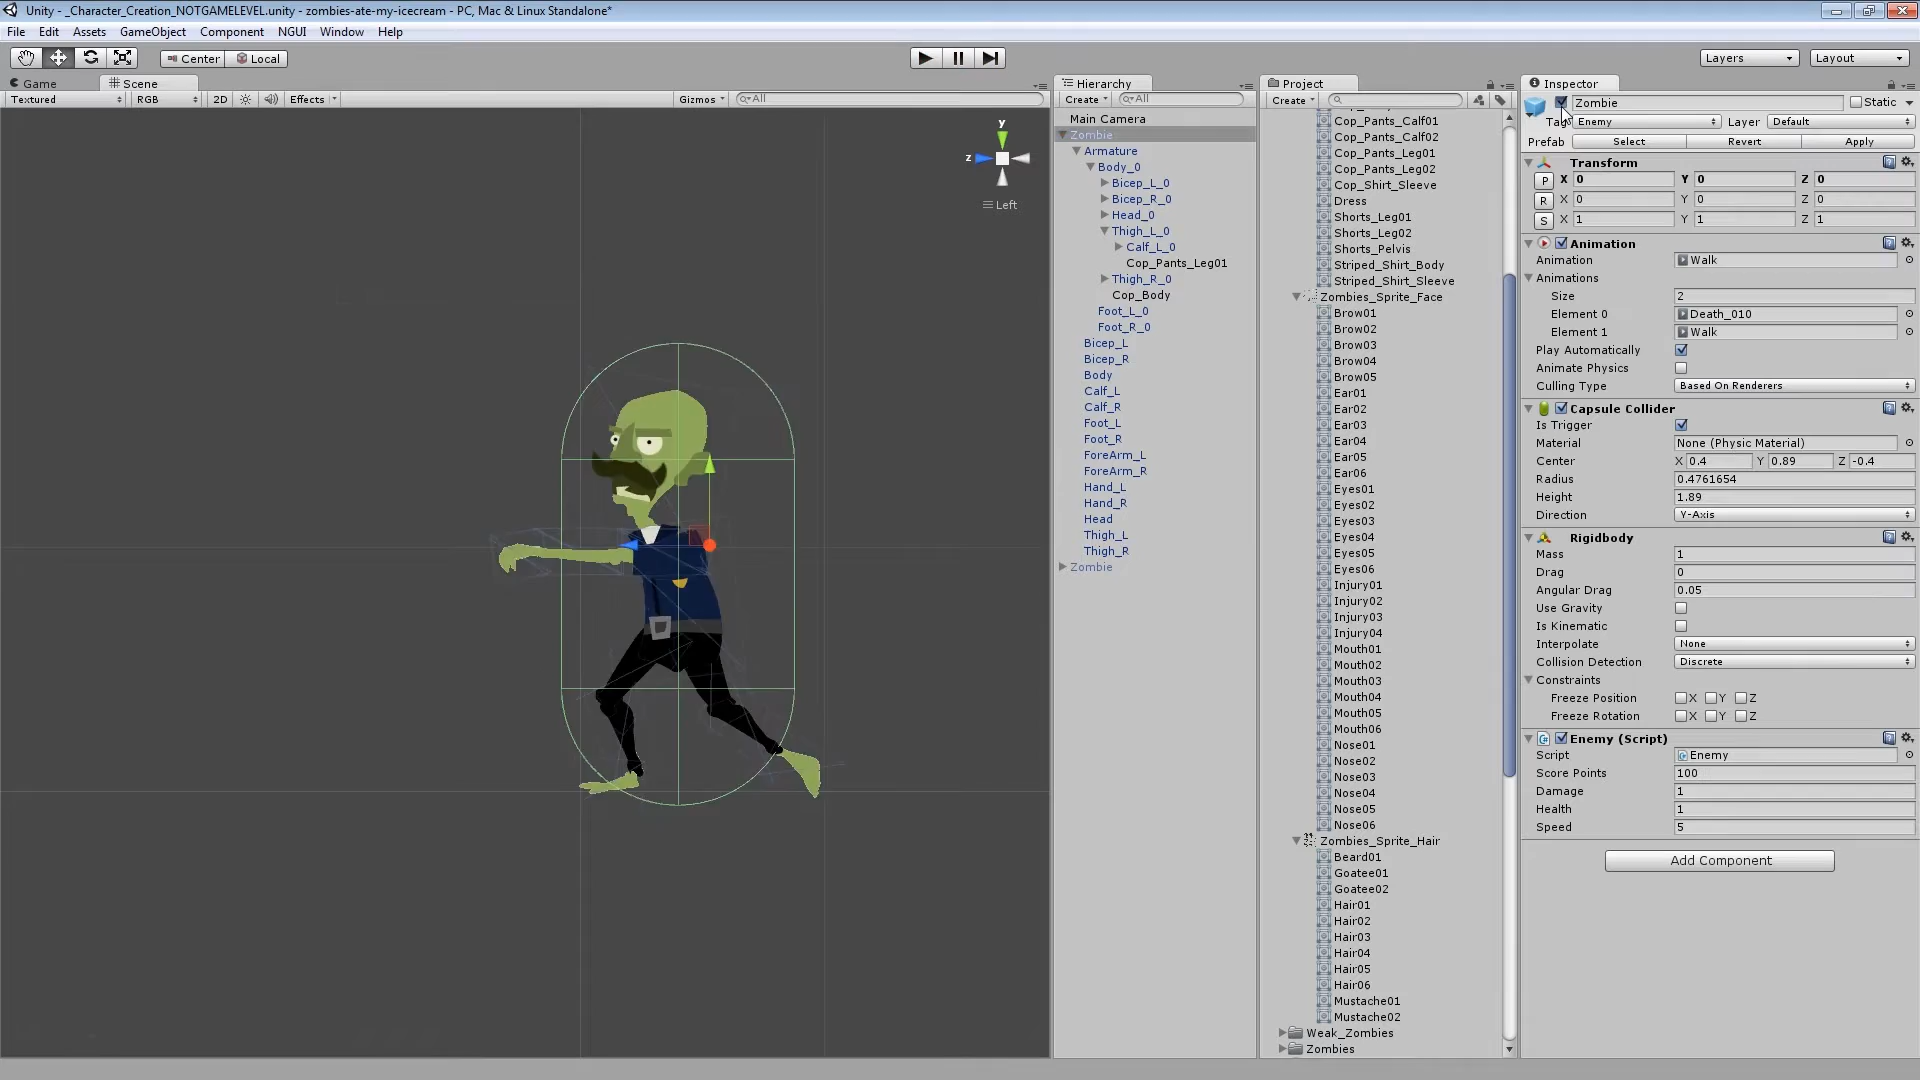 Unity - _Character_Creation_NOTGAMELEVEL.unity - zombies-ate-my-icecream - PC, Mac & Linux Standalone*
File Edit Assets GameObject Component NGUI Window Help
Center Local
Layers Layout
Game Scene
Textured RGB 2D Effects Gizmos All
y
z
Left
Hierarchy
Create All
Main Camera
Zombie
Armature
Body_0
Bicep_L_0
Bicep_R_0
Head_0
Thigh_L_0
Calf_L_0
Cop_Pants_Leg01
Thigh_R_0
Cop_Body
Foot_L_0
Foot_R_0
Bicep_L
Bicep_R
Body
Calf_L
Calf_R
Foot_L
Foot_R
ForeArm_L
ForeArm_R
Hand_L
Hand_R
Head
Thigh_L
Thigh_R
Zombie
Project
Create
Cop_Pants_Calf01
Cop_Pants_Calf02
Cop_Pants_Leg01
Cop_Pants_Leg02
Cop_Shirt_Sleeve
Dress
Shorts_Leg01
Shorts_Leg02
Shorts_Pelvis
Striped_Shirt_Body
Striped_Shirt_Sleeve
Zombies_Sprite_Face
Brow01
Brow02
Brow03
Brow04
Brow05
Ear01
Ear02
Ear03
Ear04
Ear05
Ear06
Eyes01
Eyes02
Eyes03
Eyes04
Eyes05
Eyes06
Injury01
Injury02
Injury03
Injury04
Mouth01
Mouth02
Mouth03
Mouth04
Mouth05
Mouth06
Nose01
Nose02
Nose03
Nose04
Nose05
Nose06
Zombies_Sprite_Hair
Beard01
Goatee01
Goatee02
Hair01
Hair02
Hair03
Hair04
Hair05
Hair06
Mustache01
Mustache02
Weak_Zombies
Zombies
Inspector
Zombie Static
Tag Enemy Layer Default
Prefab Select Revert Apply
Transform
P X 0 Y 0 Z 0
R X 0 Y 0 Z 0
S X 1 Y 1 Z 1
Animation
Animation Walk
Animations
Size 2
Element 0 Death_010
Element 1 Walk
Play Automatically
Animate Physics
Culling Type Based On Renderers
Capsule Collider
Is Trigger
Material None (Physic Material)
Center X 0.4 Y 0.89 Z -0.4
Radius 0.4761654
Height 1.89
Direction Y-Axis
Rigidbody
Mass 1
Drag 0
Angular Drag 0.05
Use Gravity
Is Kinematic
Interpolate None
Collision Detection Discrete
Constraints
Freeze Position X Y Z
Freeze Rotation X Y Z
Enemy (Script)
Script Enemy
Score Points 100
Damage 1
Health 1
Speed 5
Add Component